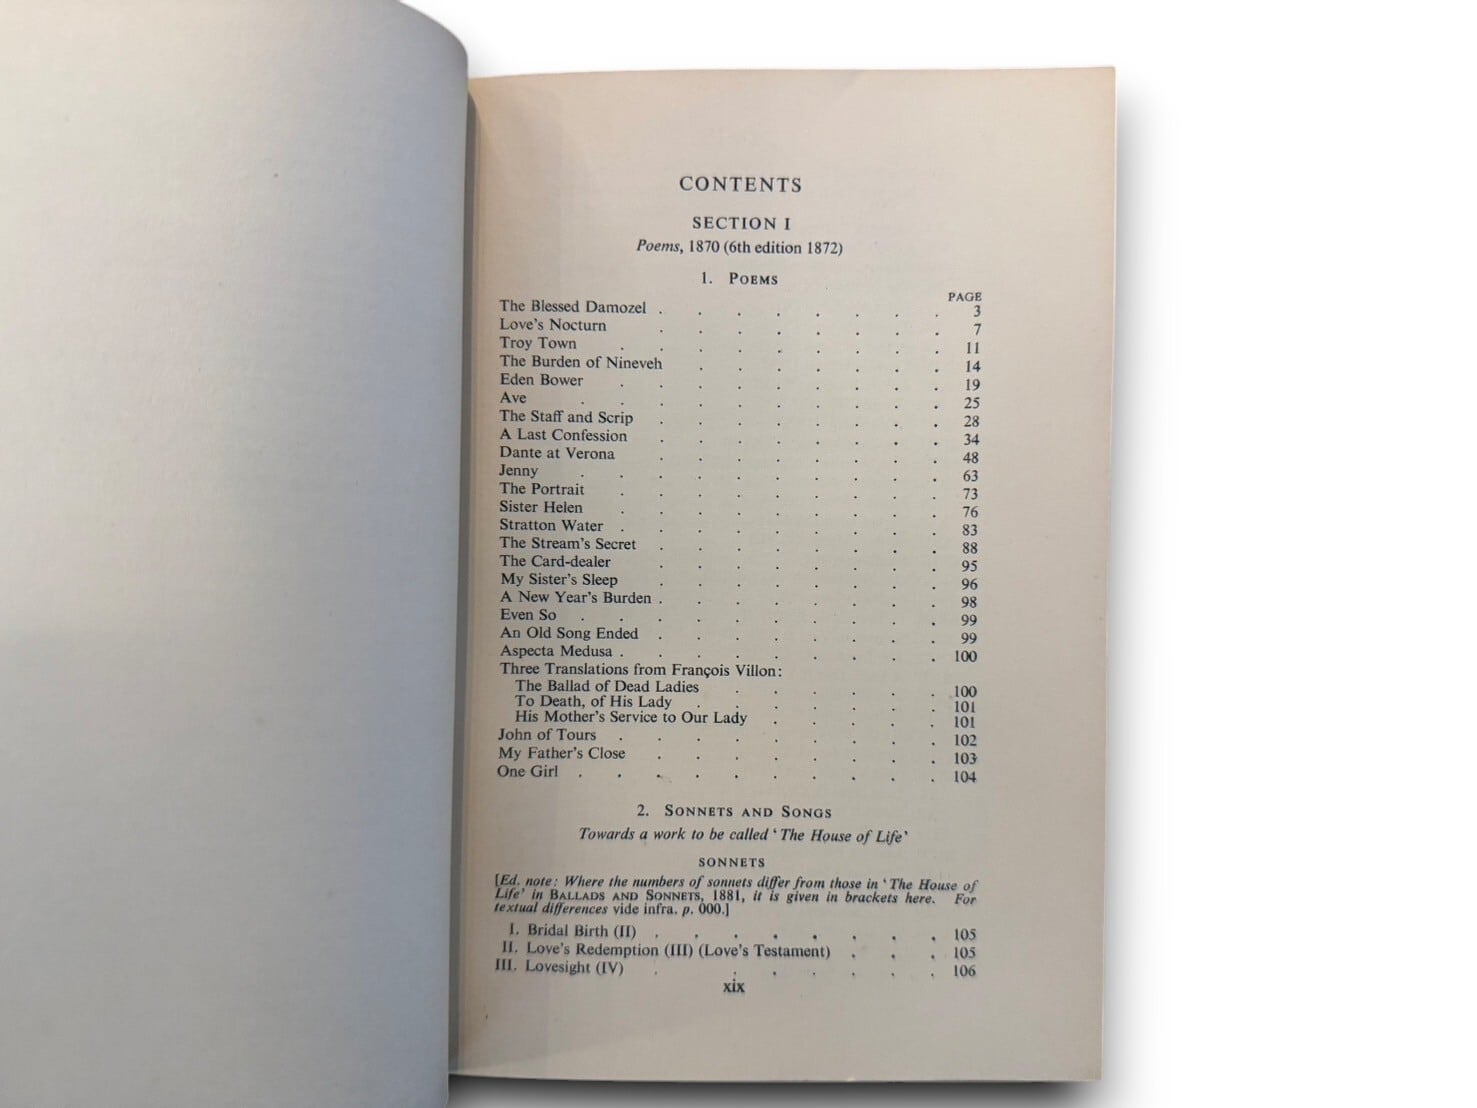 CONTENTS
SECTION I
Poems, 1870 (6th edition 1872)
1. POEMS
PAGE
The Blessed Damozel . . . . . . . . 3
Love's Nocturn . . . . . . . . 7
Troy Town . . . . . . . . . 11
The Burden of Nineveh . . . . . . . 14
Eden Bower . . . . . . . . . 19
Ave . . . . . . . . . . 25
The Staff and Scrip . . . . . . . . 28
A Last Confession . . . . . . . . 34
Dante at Verona . . . . . . . . 48
Jenny . . . . . . . . . . 63
The Portrait . . . . . . . . . 73
Sister Helen . . . . . . . . . 76
Stratton Water . . . . . . . . . 83
The Stream's Secret . . . . . . . . 88
The Card-dealer . . . . . . . . 95
My Sister's Sleep . . . . . . . . 96
A New Year's Burden . . . . . . . . 98
Even So . . . . . . . . . . 99
An Old Song Ended . . . . . . . . 99
Aspecta Medusa . . . . . . . . . 100
Three Translations from François Villon:
The Ballad of Dead Ladies . . . . . . 100
To Death, of His Lady . . . . . . . 101
His Mother's Service to Our Lady . . . . . 101
John of Tours . . . . . . . . . 102
My Father's Close . . . . . . . . 103
One Girl . . . . . . . . . . 104
2. SONNETS AND SONGS
Towards a work to be called 'The House of Life'
SONNETS
[Ed. note: Where the numbers of sonnets differ from those in 'The House of
Life' in BALLADS AND SONNETS, 1881, it is given in brackets here. For
textual differences vide infra. p. 000.]
I. Bridal Birth (II) . . . . . . . . 105
II. Love's Redemption (III) (Love's Testament) . . . 105
III. Lovesight (IV) . . . . . . . 106
xix